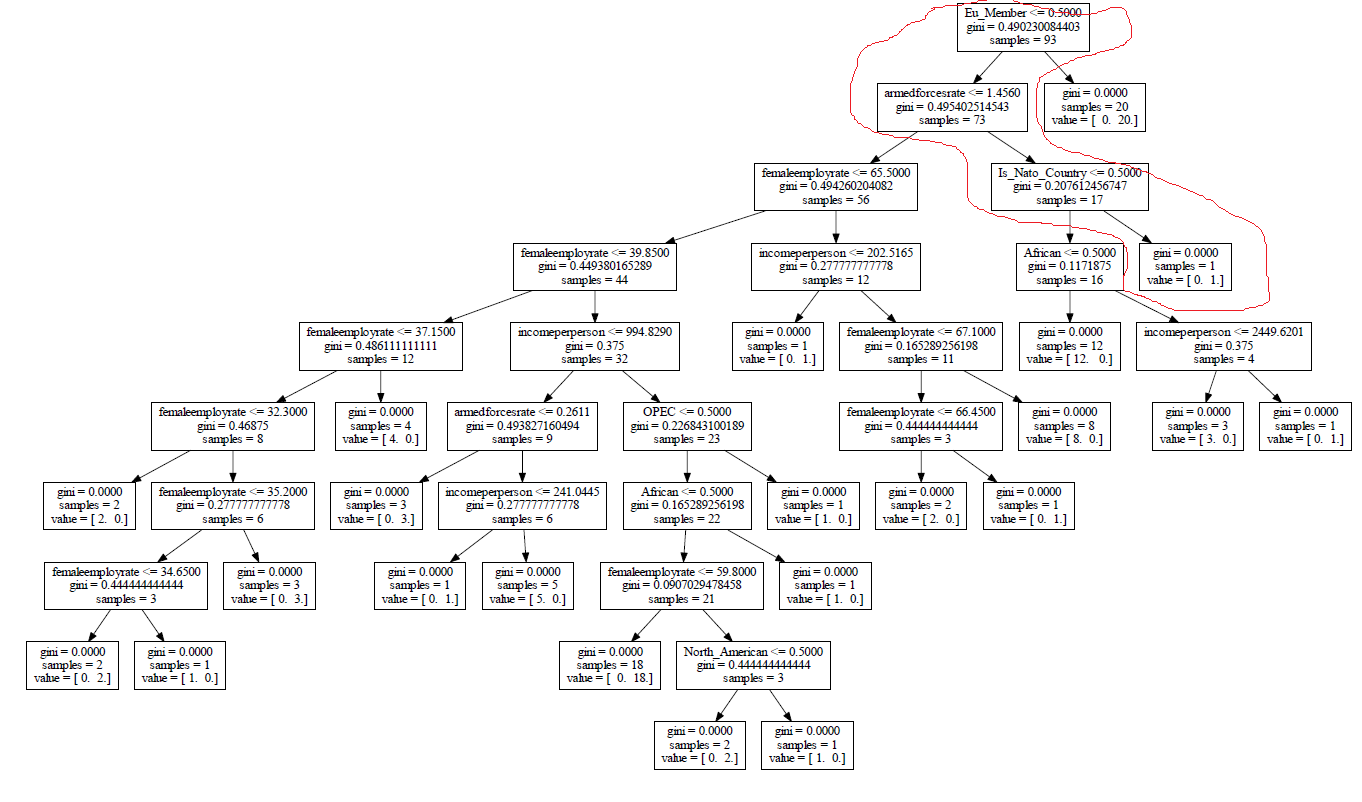 Eu_Member <= 0.5000
gini = 0.490230084403
samples = 93
armedforcesrate <= 1.4560
gini = 0.495402514543
samples = 73
gini = 0.0000
samples = 20
value = [ 0. 20.]
femaleemployrate <= 65.5000
gini = 0.494260204082
samples = 56
Is_Nato_Country <= 0.5000
gini = 0.207612456747
samples = 17
femaleemployrate <= 39.8500
gini = 0.449380165289
samples = 44
incomeperperson <= 202.5165
gini = 0.277777777778
samples = 12
African <= 0.5000
gini = 0.1171875
samples = 16
gini = 0.0000
samples = 1
value = [ 0. 1.]
femaleemployrate <= 37.1500
gini = 0.486111111111
samples = 12
incomeperperson <= 994.8290
gini = 0.375
samples = 32
gini = 0.0000
samples = 1
value = [ 0. 1.]
femaleemployrate <= 67.1000
gini = 0.165289256198
samples = 11
gini = 0.0000
samples = 12
value = [ 12. 0.]
incomeperperson <= 2449.6201
gini = 0.375
samples = 4
femaleemployrate <= 32.3000
gini = 0.46875
samples = 8
gini = 0.0000
samples = 4
value = [ 4. 0.]
armedforcesrate <= 0.2611
gini = 0.493827160494
samples = 9
OPEC <= 0.5000
gini = 0.226843100189
samples = 23
femaleemployrate <= 66.4500
gini = 0.444444444444
samples = 3
gini = 0.0000
samples = 8
value = [ 8. 0.]
gini = 0.0000
samples = 3
value = [ 3. 0.]
gini = 0.0000
samples = 1
value = [ 0. 1.]
gini = 0.0000
samples = 2
value = [ 2. 0.]
femaleemployrate <= 35.2000
gini = 0.277777777778
samples = 6
gini = 0.0000
samples = 3
value = [ 0. 3.]
incomeperperson <= 241.0445
gini = 0.277777777778
samples = 6
African <= 0.5000
gini = 0.165289256198
samples = 22
gini = 0.0000
samples = 1
value = [ 1. 0.]
gini = 0.0000
samples = 2
value = [ 2. 0.]
gini = 0.0000
samples = 1
value = [ 0. 1.]
femaleemployrate <= 34.6500
gini = 0.444444444444
samples = 3
gini = 0.0000
samples = 3
value = [ 0. 3.]
gini = 0.0000
samples = 1
value = [ 0. 1.]
gini = 0.0000
samples = 5
value = [ 5. 0.]
femaleemployrate <= 59.8000
gini = 0.0907029478458
samples = 21
gini = 0.0000
samples = 1
value = [ 1. 0.]
gini = 0.0000
samples = 2
value = [ 0. 2.]
gini = 0.0000
samples = 1
value = [ 1. 0.]
gini = 0.0000
samples = 18
value = [ 0. 18.]
North_American <= 0.5000
gini = 0.444444444444
samples = 3
gini = 0.0000
samples = 2
value = [ 0. 2.]
gini = 0.0000
samples = 1
value = [ 1. 0.]